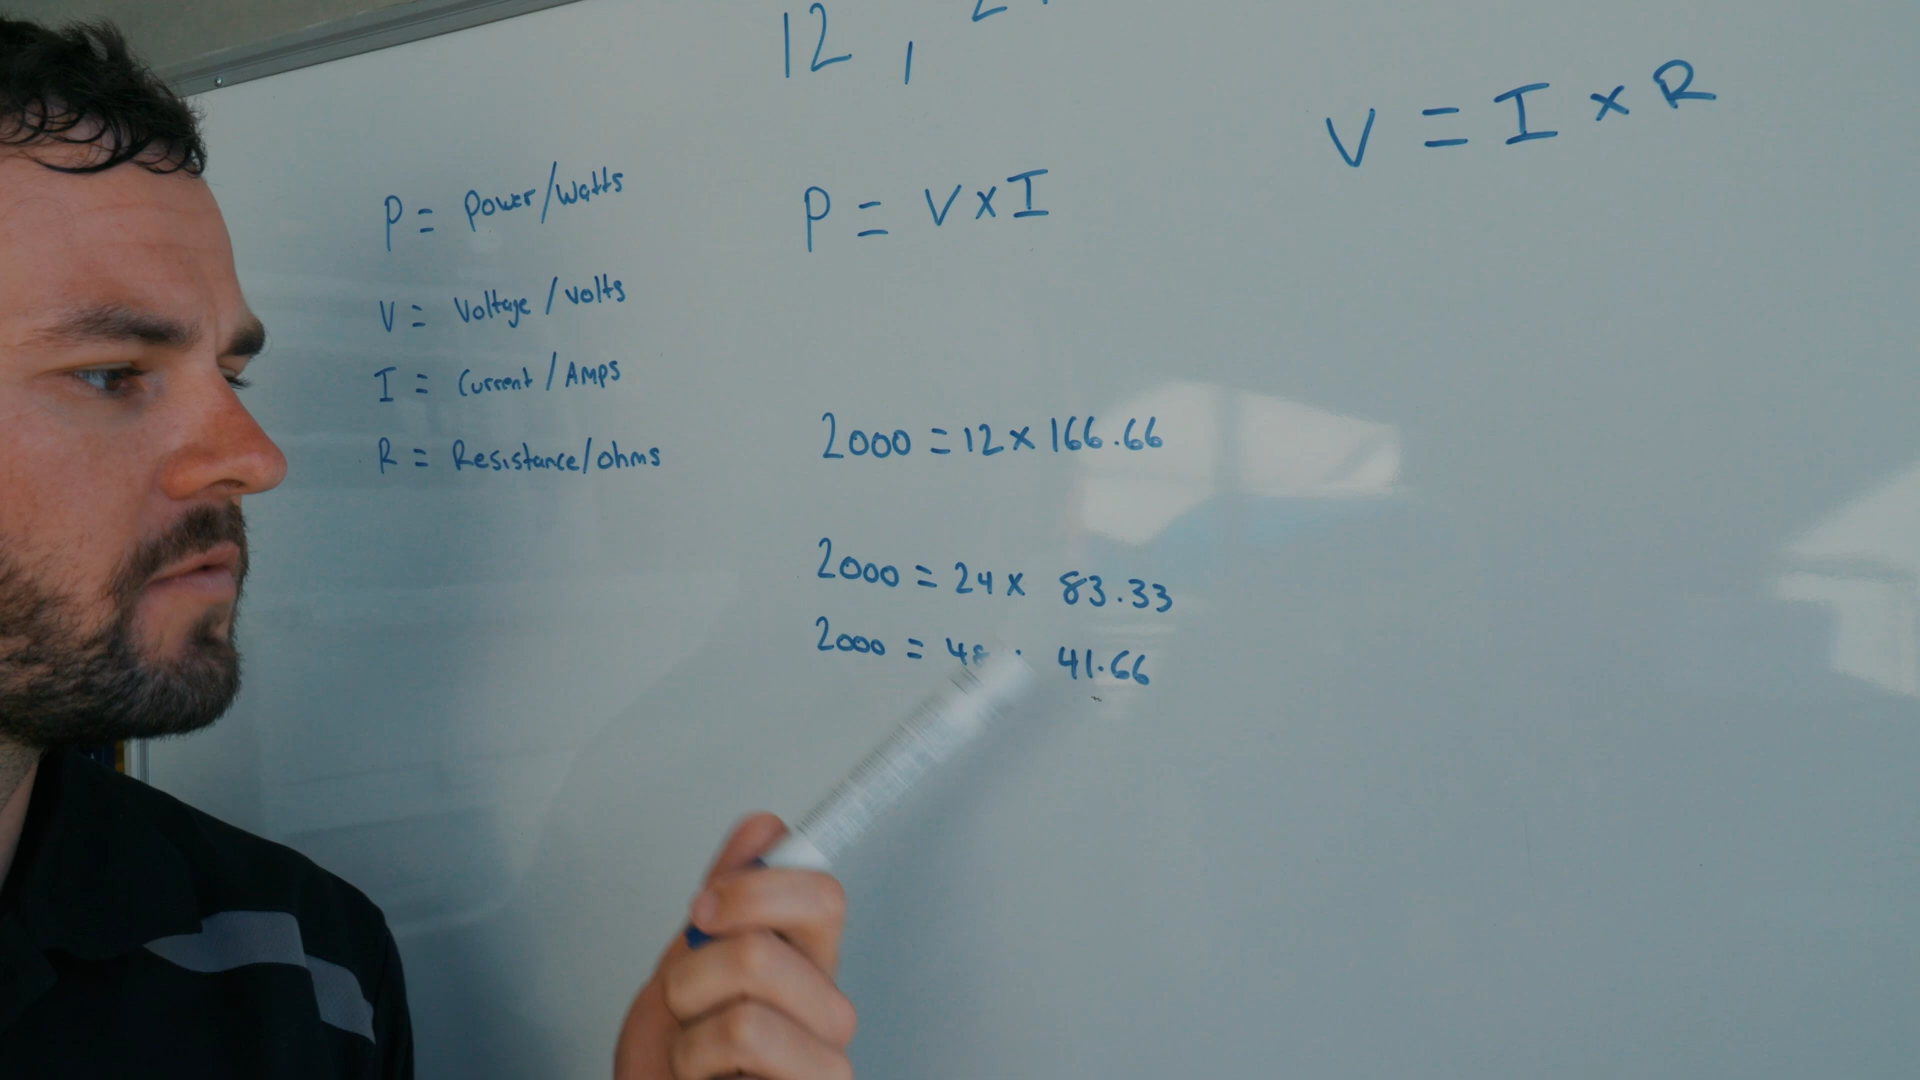 12,
V = I x R
P = Power/Watts
V = Voltage/Volts
I = Current/Amps
R = Resistance/ohms
P = V x I
2000 = 12 x 166.66
2000 = 24 x 83.33
2000 = 48 41.66